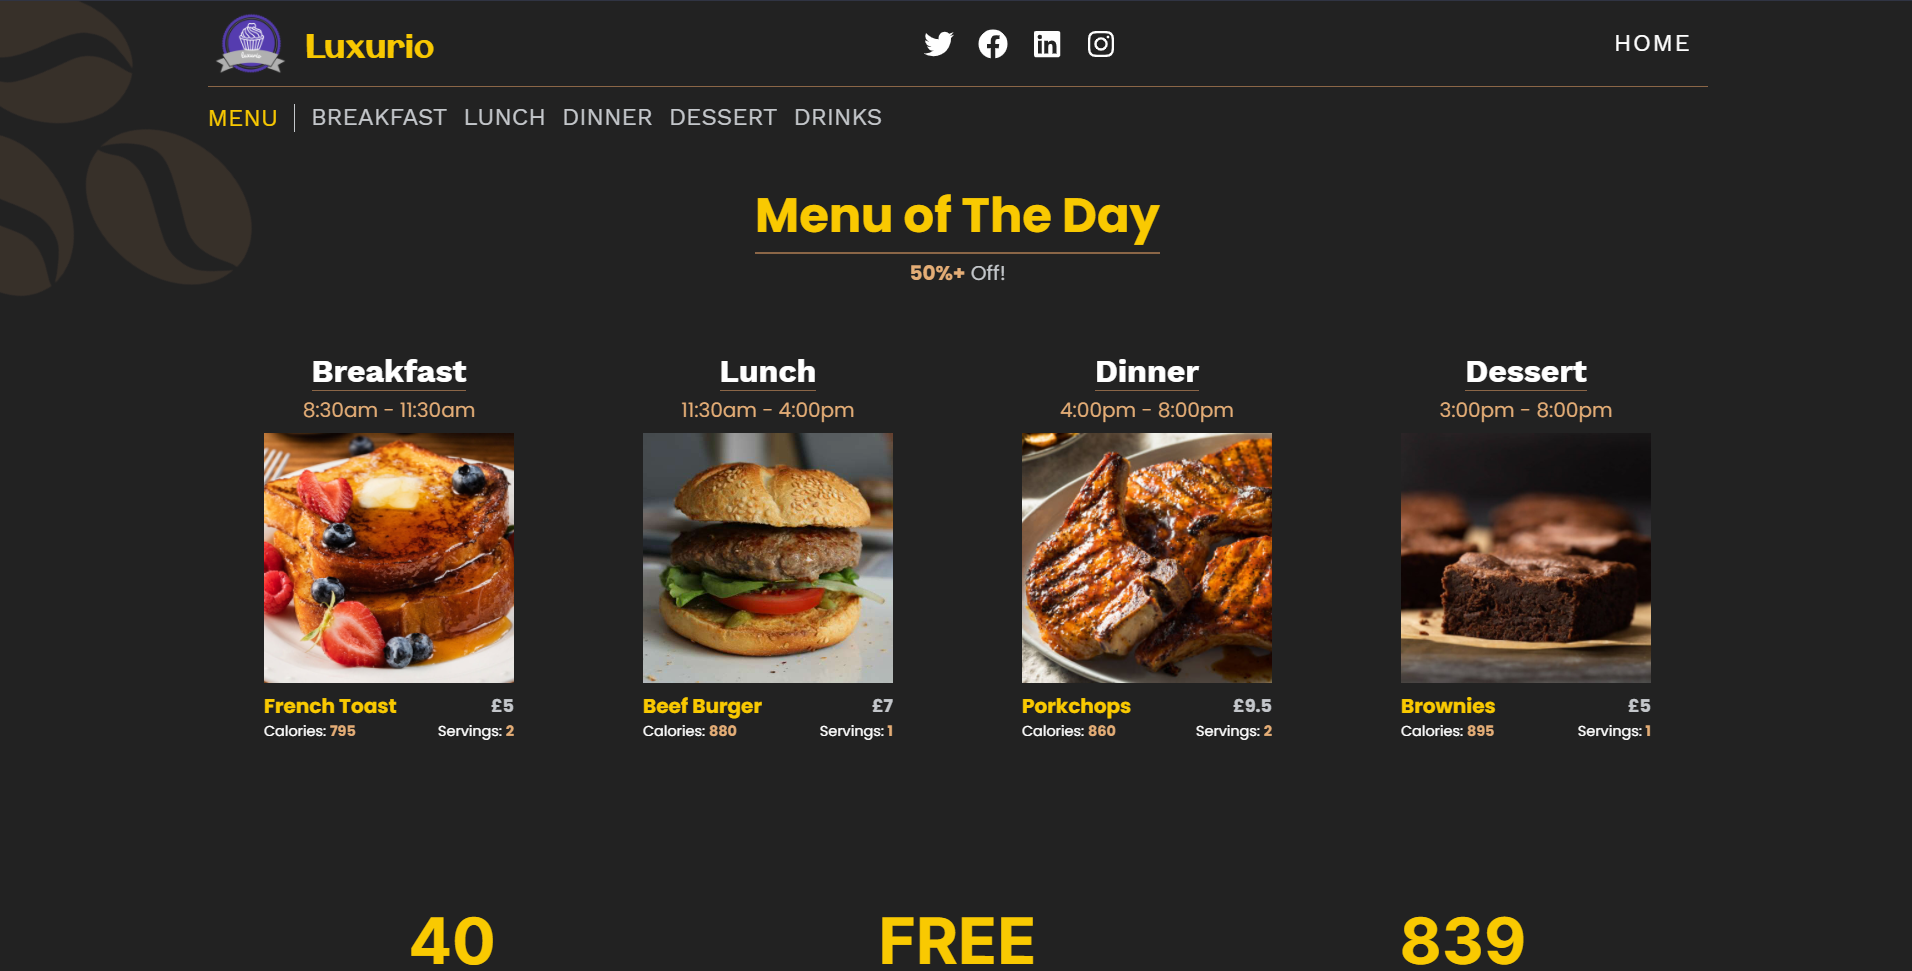 Luxurio
HOME
MENU
BREAKFAST LUNCH DINNER DESSERT DRINKS
Menu of The Day
50%+ Off!
Breakfast
8:30am - 11:30am
French Toast £5
Calories: 795 Servings: 2
Lunch
11:30am - 4:00pm
Beef Burger £7
Calories: 880 Servings: 1
Dinner
4:00pm - 8:00pm
Porkchops £9.5
Calories: 860 Servings: 2
Dessert
3:00pm - 8:00pm
Brownies £5
Calories: 895 Servings: 1
40
FREE
839